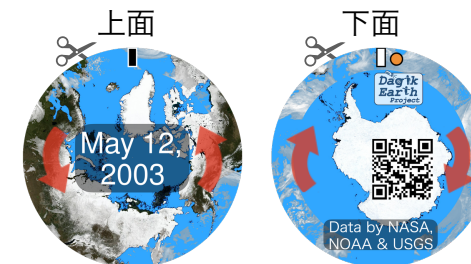 上面
下面
May 12,
2003
Dagik
Earth
Project
Data by NASA,
NOAA & USGS